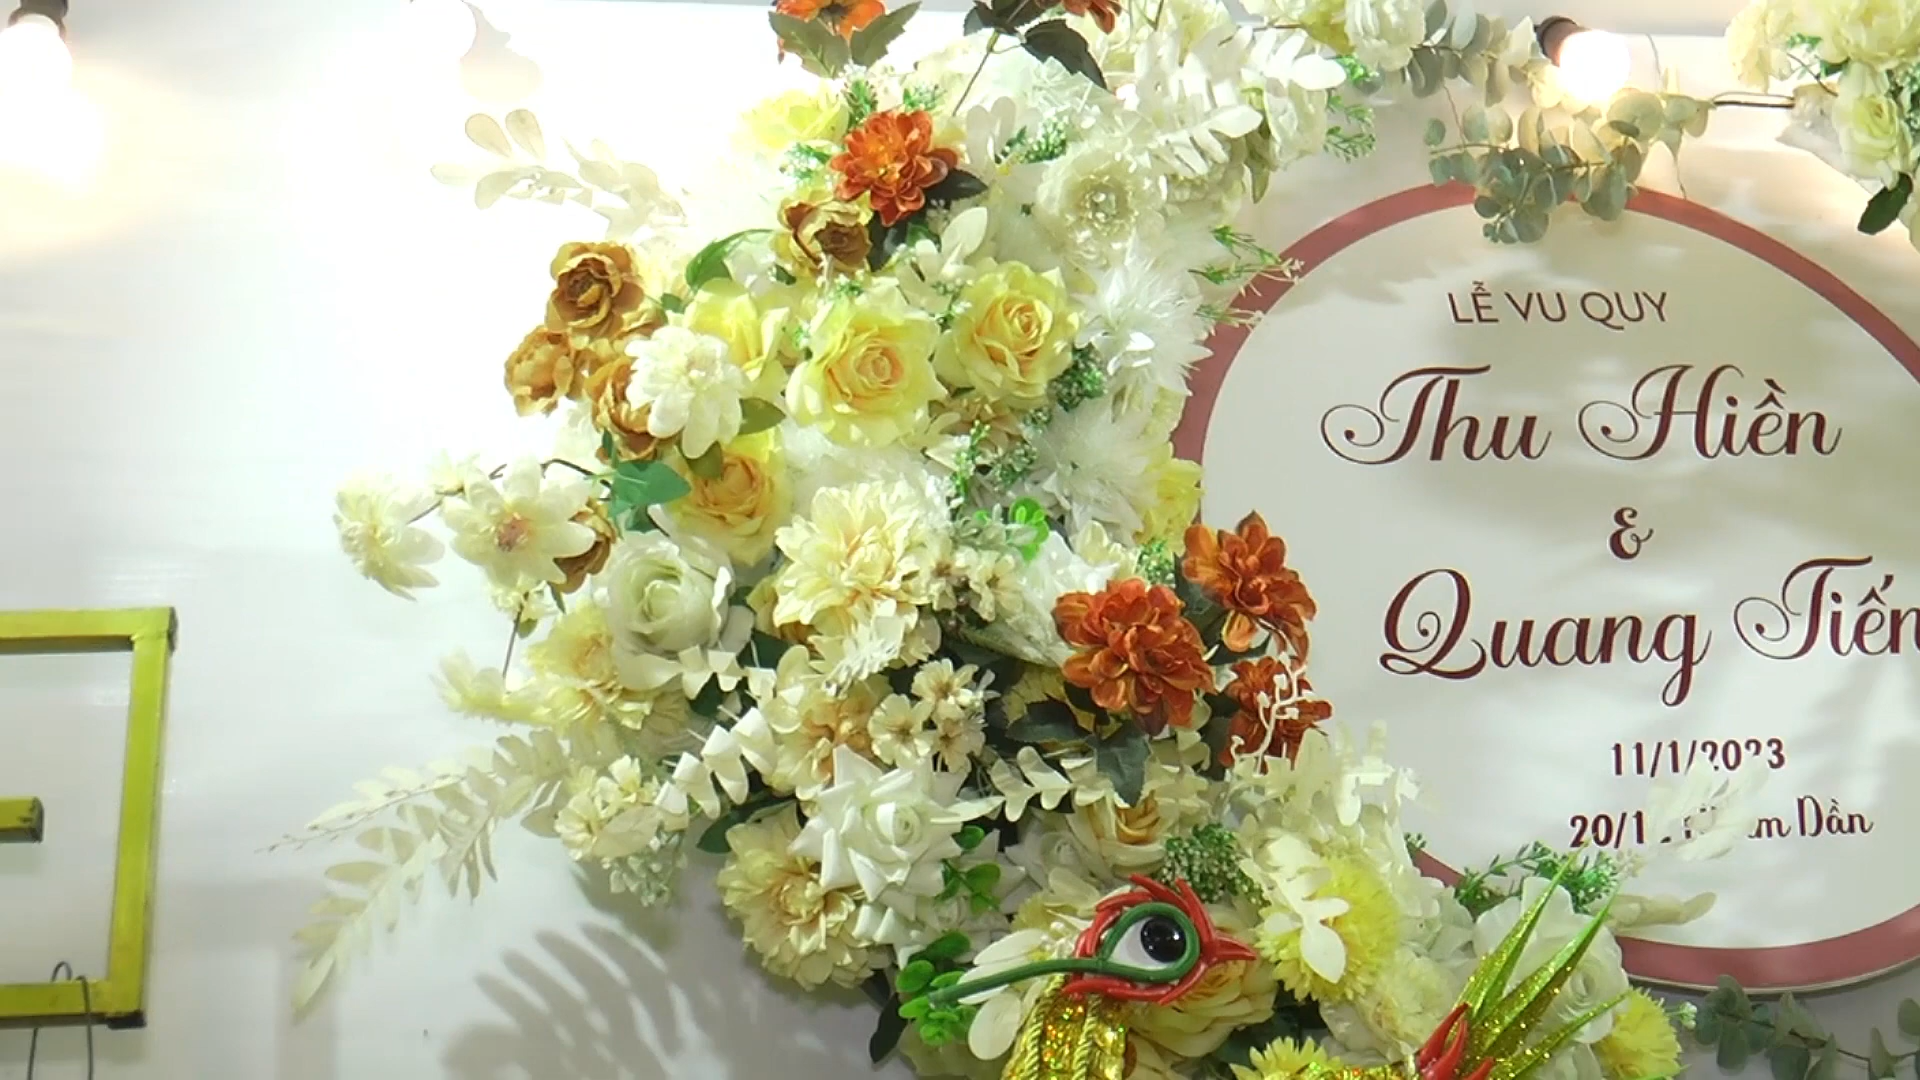 LỄ VU QUY
Thu Hiền
&
Quang Tiến
11/1/2023
20/1 Dần